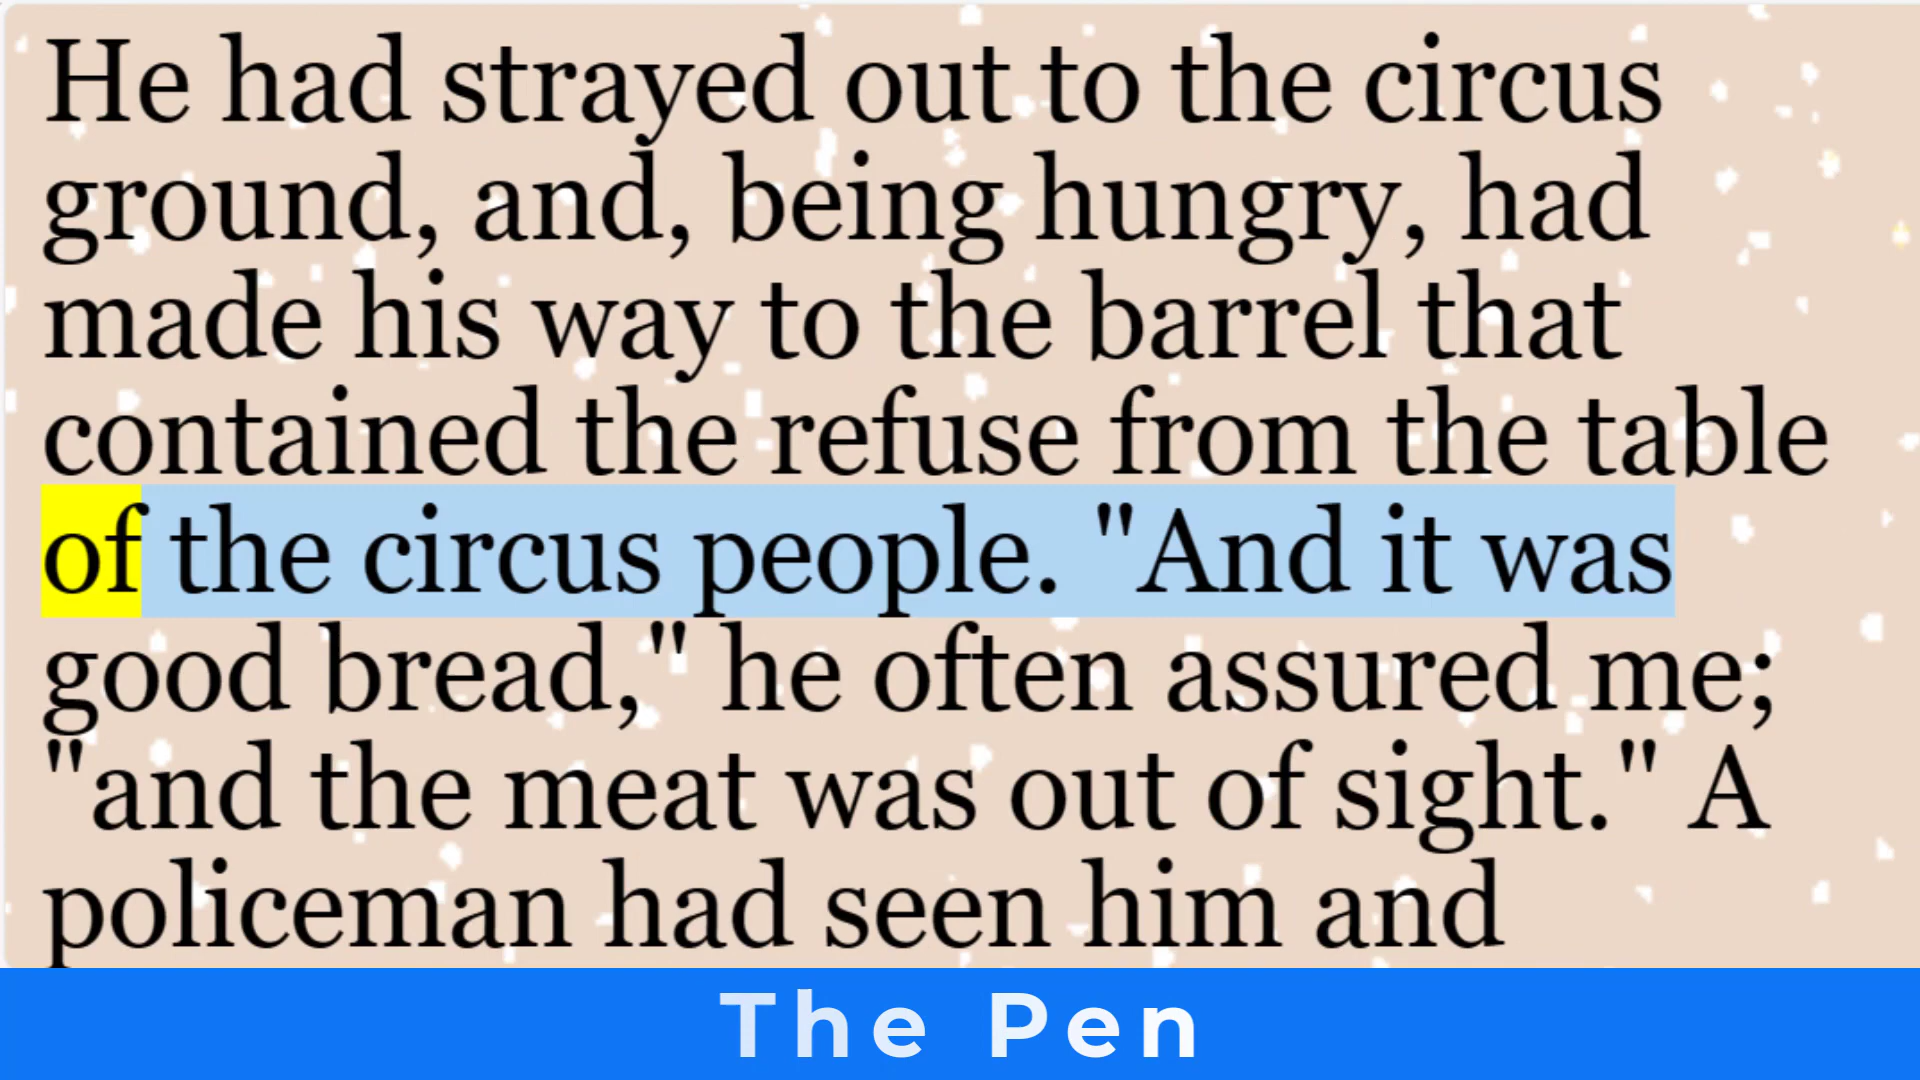 He had strayed out to the circus
ground, and, being hungry, had
made his way to the barrel that
contained the refuse from the table
of the circus people. "And it was
good bread," he often assured me;
"and the meat was out of sight." A
policeman had seen him and
The Pen